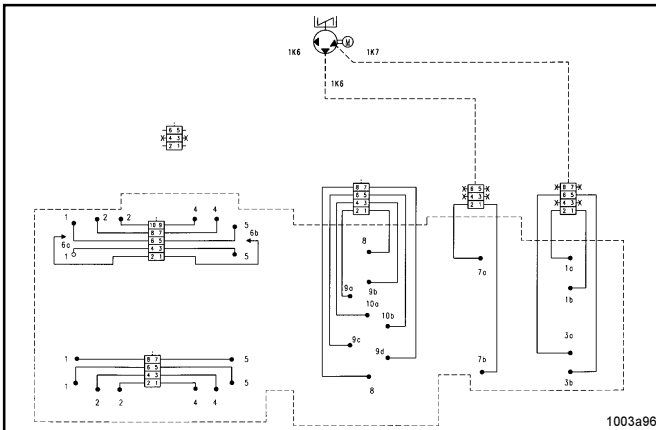 M
1K6 1K7
1K6
6 5
X 4 3 X
2 1
8 7
6 5
4 3
2 1
X 6 5 X
X 4 3 X
2 1
X 8 7 X
6 5
X 4 3 X
2 1
1 2 2 10 9 4 4
8 7 5
6a 6 5 6b
1 4 3 5
2 1
8
7a
1a
9a 9b
1b
10a
10b
9c
3a
9d
7b
3b
8
1 8 7 5
6 5
1 4 3 5
2 2 2 1 4 4
1003a96